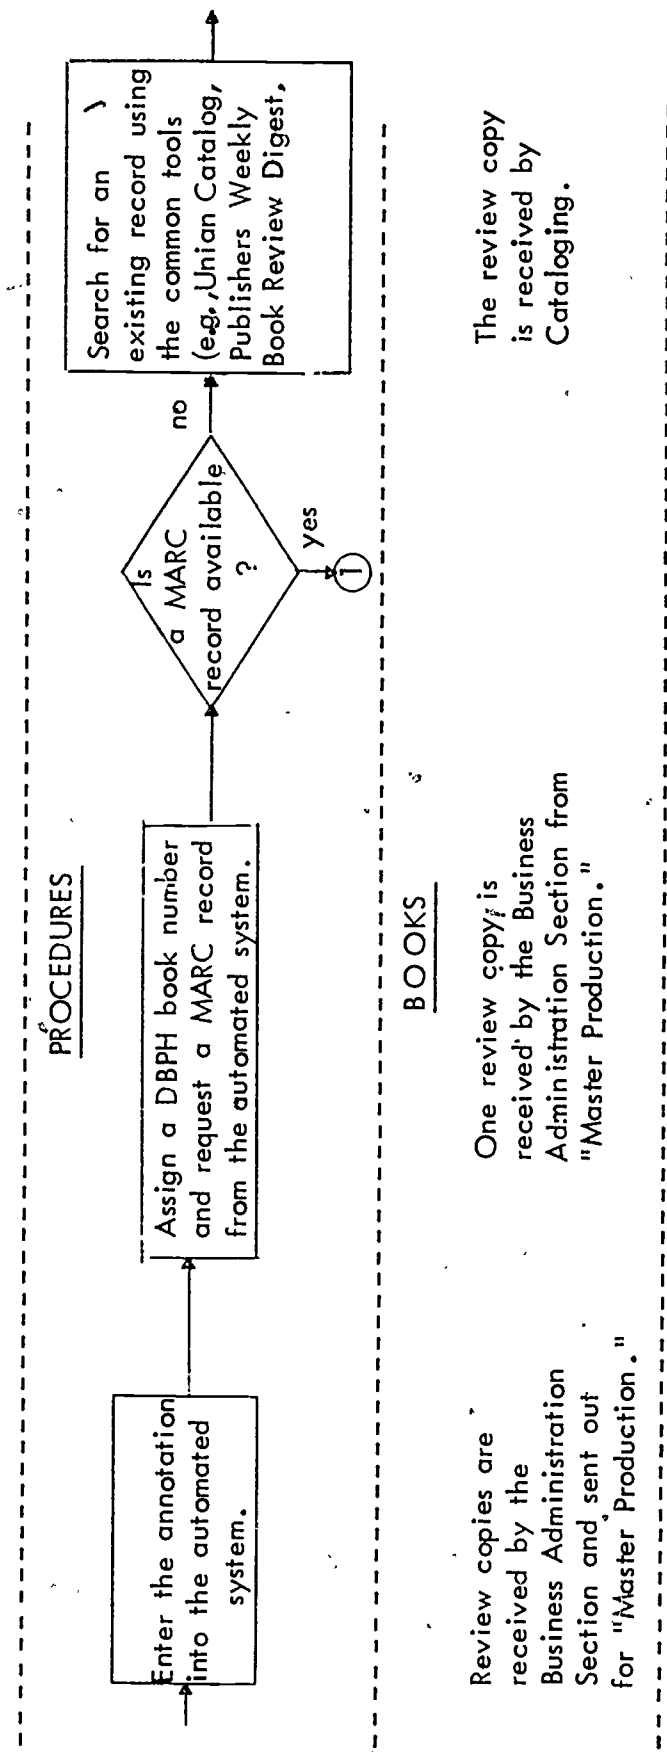 PROCEDURES
Enter the annotation
into the automated
system.
Assign a DBPH book number
and request a MARC record
from the automated system.
Is
a MARC
record available
?
no
yes
1
Search for an
existing record using
the common tools
(e.g., Unian Catalog,
Publishers Weekly
Book Review Digest,
BOOKS
Review copies are
received by the
Business Administration
Section and sent out
for "Master Production."
One review copy is
received by the Business
Administration Section from
"Master Production."
The review copy
is received by
Cataloging.